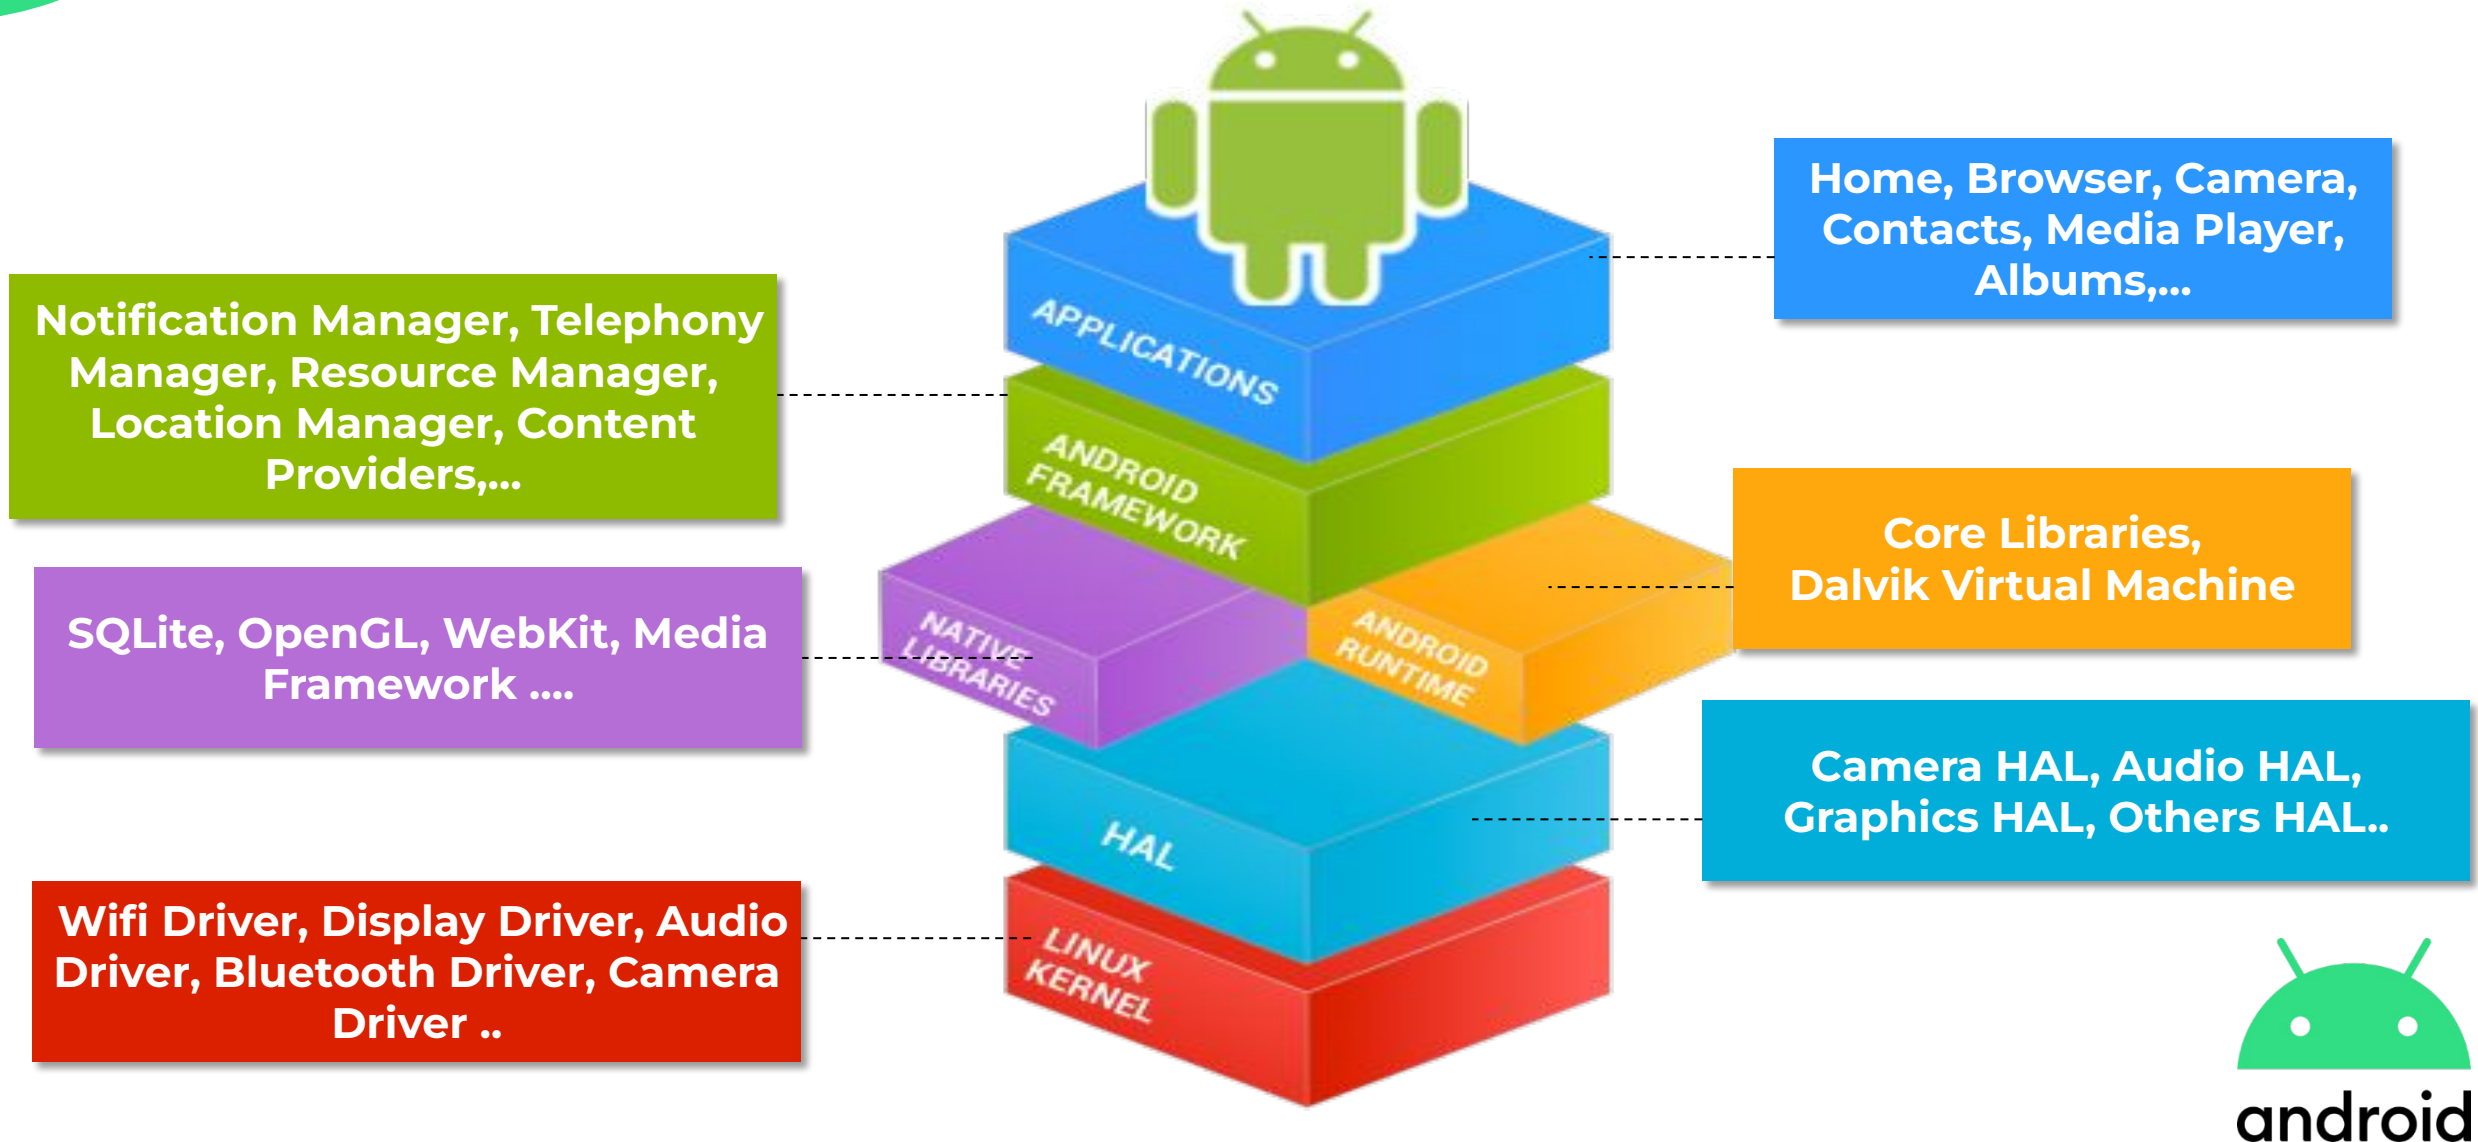 Home, Browser, Camera,
Contacts, Media Player,
Albums,...
APPLICATIONS
Notification Manager, Telephony
Manager, Resource Manager,
Location Manager, Content
Providers,...
ANDROID
FRAMEWORK
Core Libraries,
Dalvik Virtual Machine
ANDROID
RUNTIME
SQLite, OpenGL, WebKit, Media
Framework ....
NATIVE
LIBRARIES
Camera HAL, Audio HAL,
Graphics HAL, Others HAL..
HAL
Wifi Driver, Display Driver, Audio
Driver, Bluetooth Driver, Camera
Driver ..
LINUX
KERNEL
android